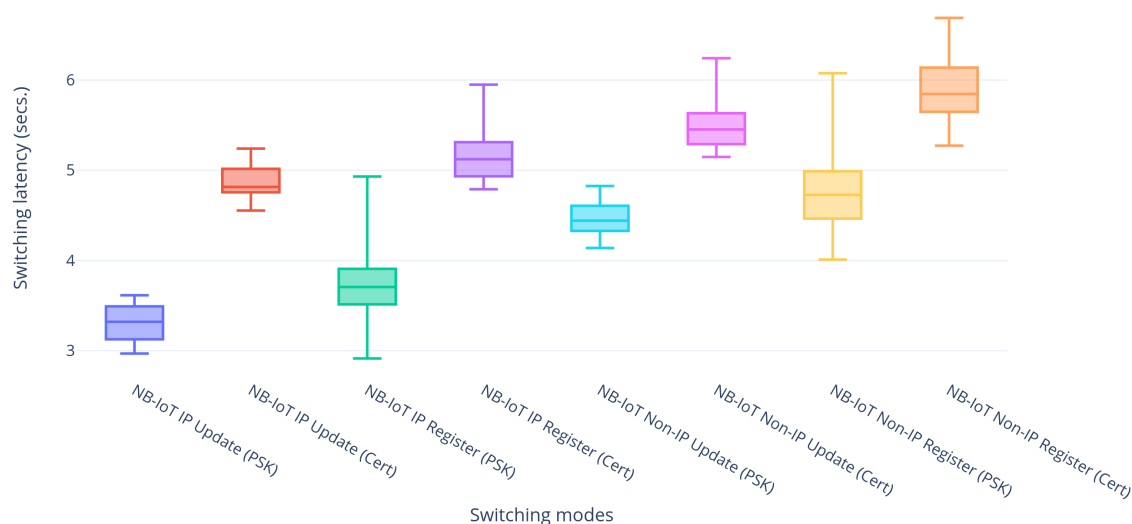 Switching latency (secs.)
6
5
4
3
NB-IoT IP Update (PSK)
NB-IoT IP Update (Cert)
NB-IoT IP Register (PSK)
NB-IoT IP Register (Cert)
NB-IoT Non-IP Update (PSK)
NB-IoT Non-IP Update (Cert)
NB-IoT Non-IP Register (PSK)
NB-IoT Non-IP Register (Cert)
Switching modes